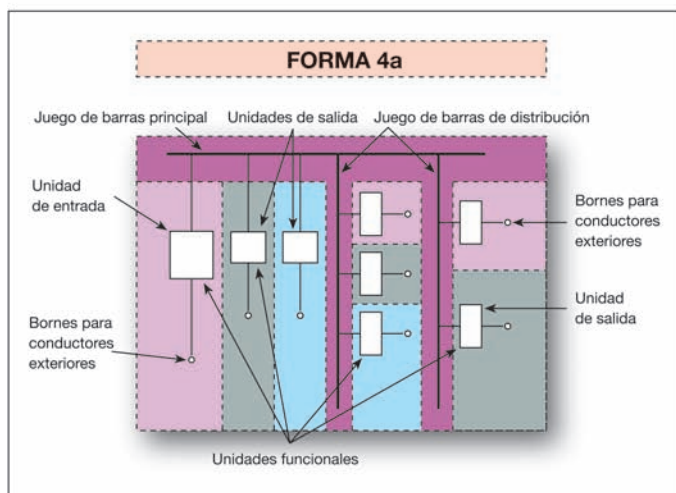 FORMA 4a
Juego de barras principal
Unidades de salida
Juego de barras de distribución
Unidad
de entrada
Bornes para
conductores
exteriores
Bornes para
conductores
exteriores
Unidad
de salida
Unidades funcionales